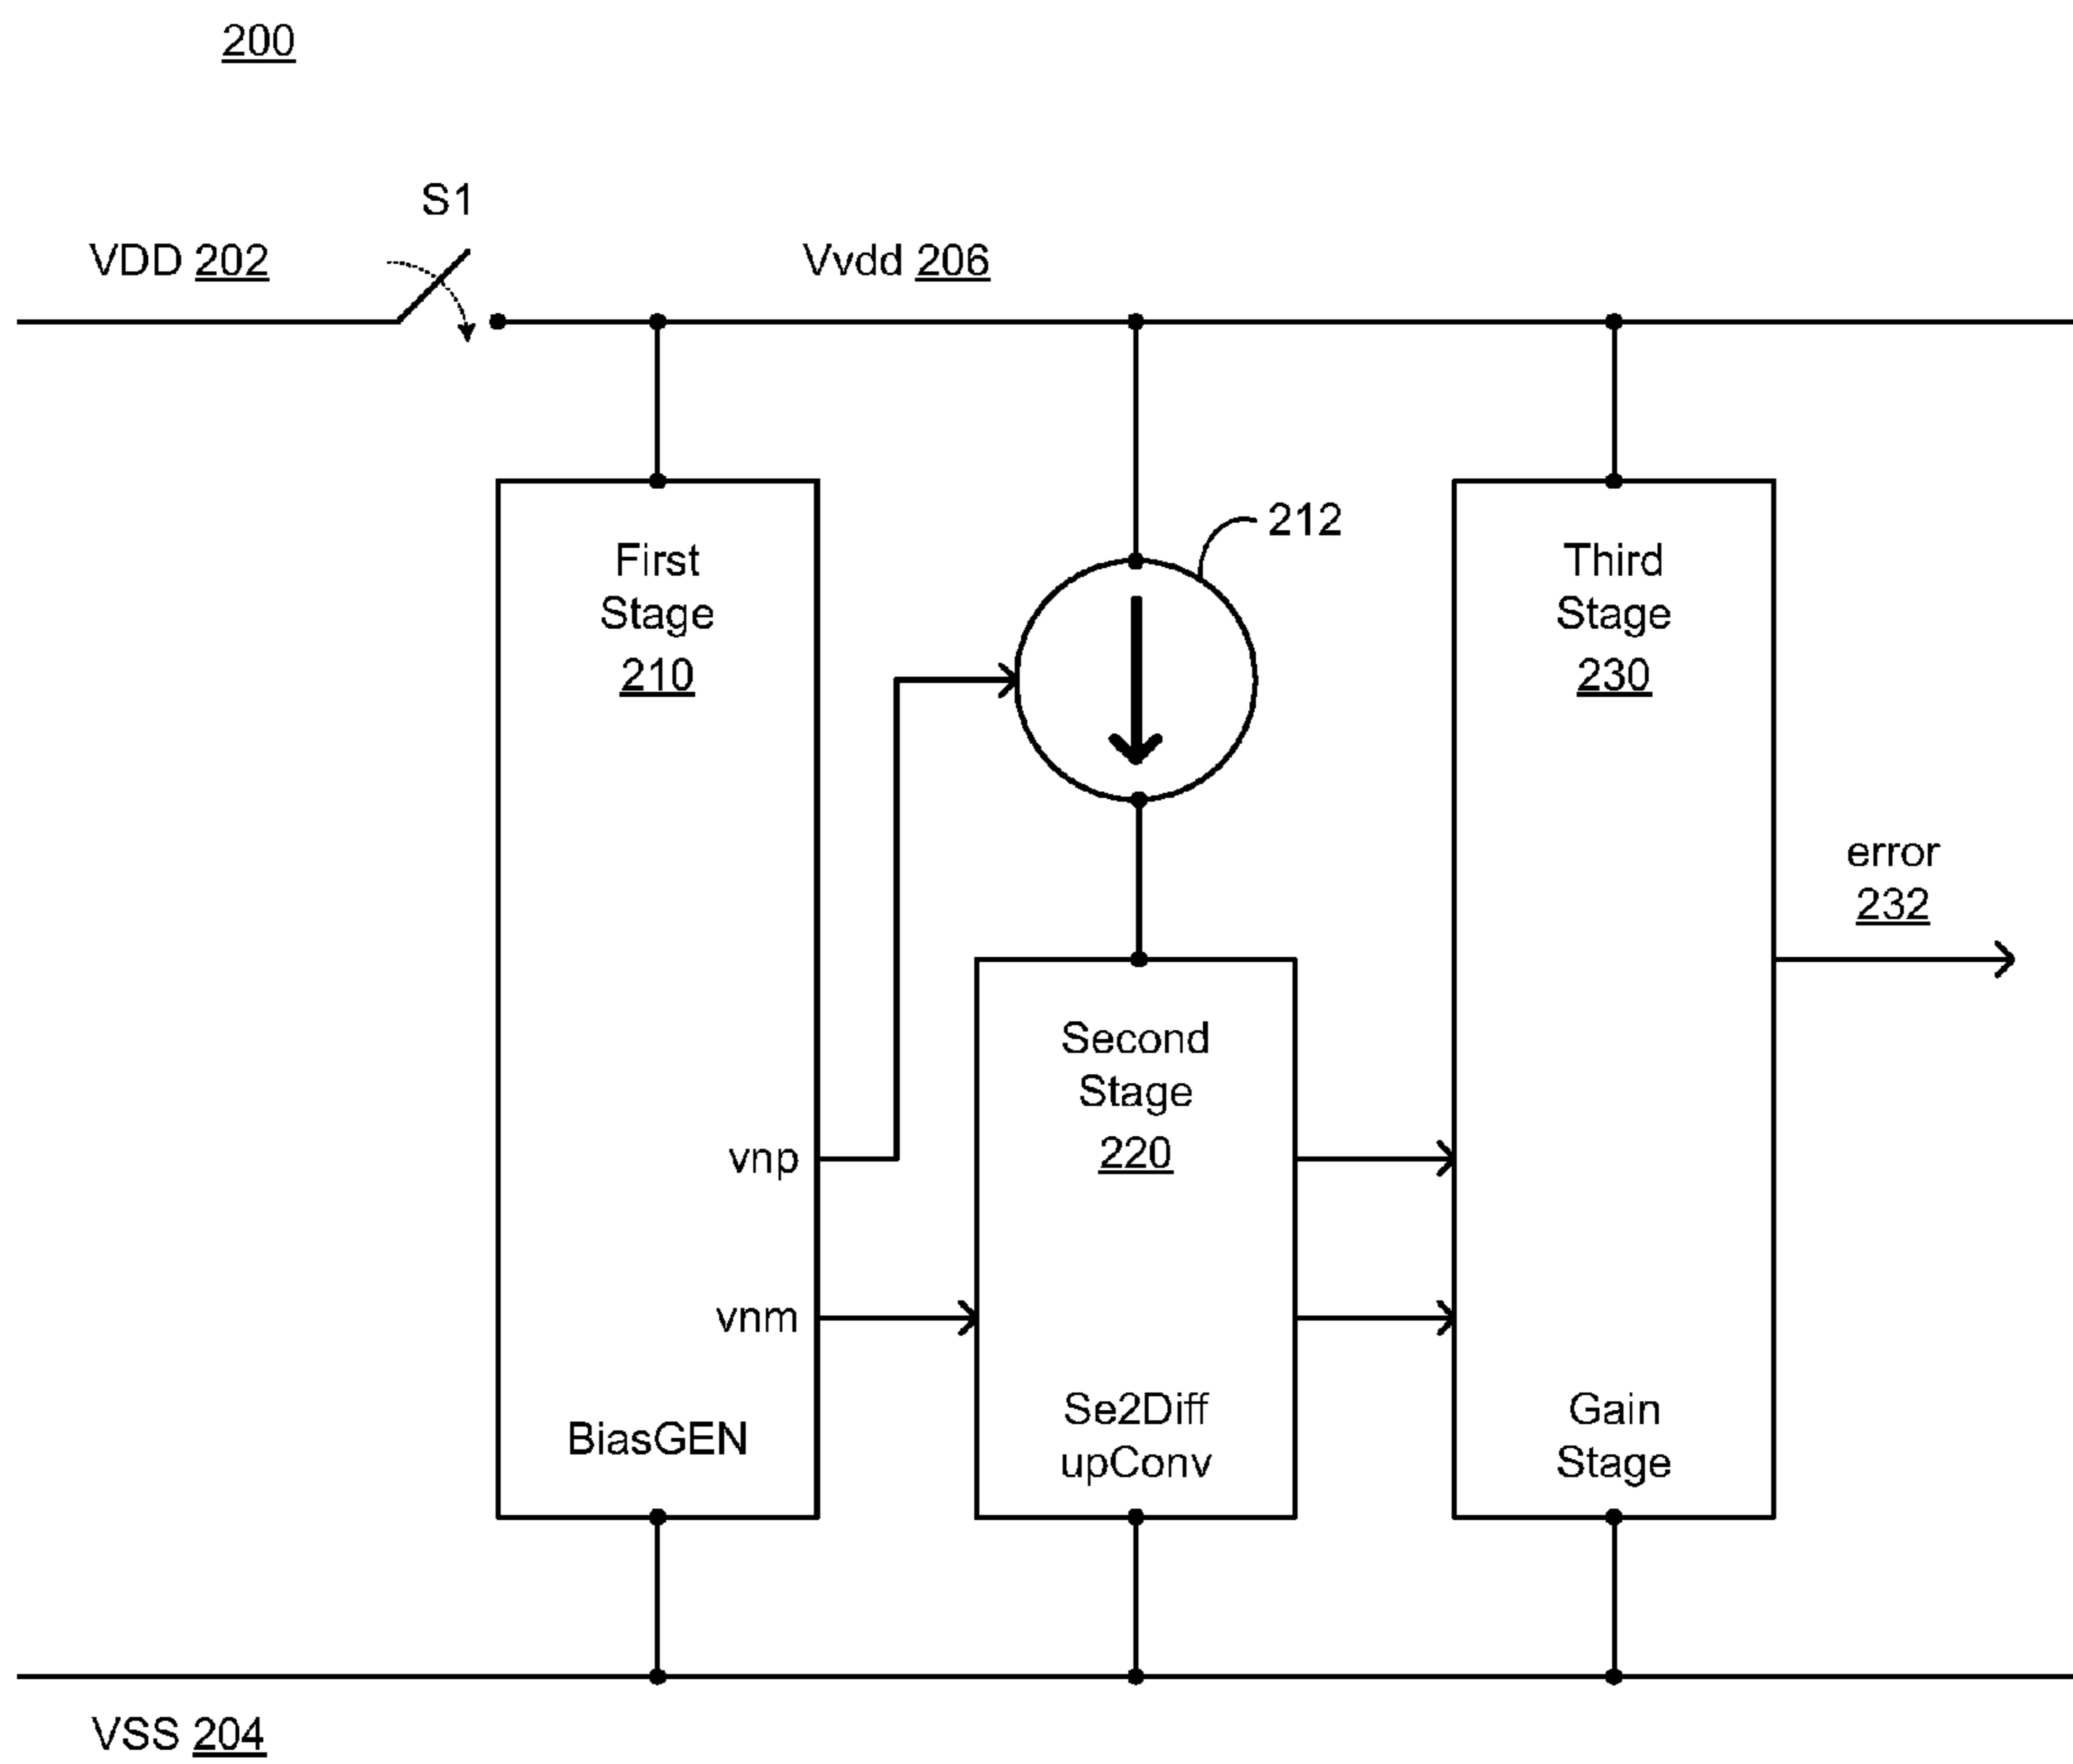 200
S1
VDD 202
Vvdd 206
212
First
Stage
210
Third
Stage
230
error
232
Second
Stage
220
vnp
vnm
BiasGEN
Se2Diff
upConv
Gain
Stage
VSS 204